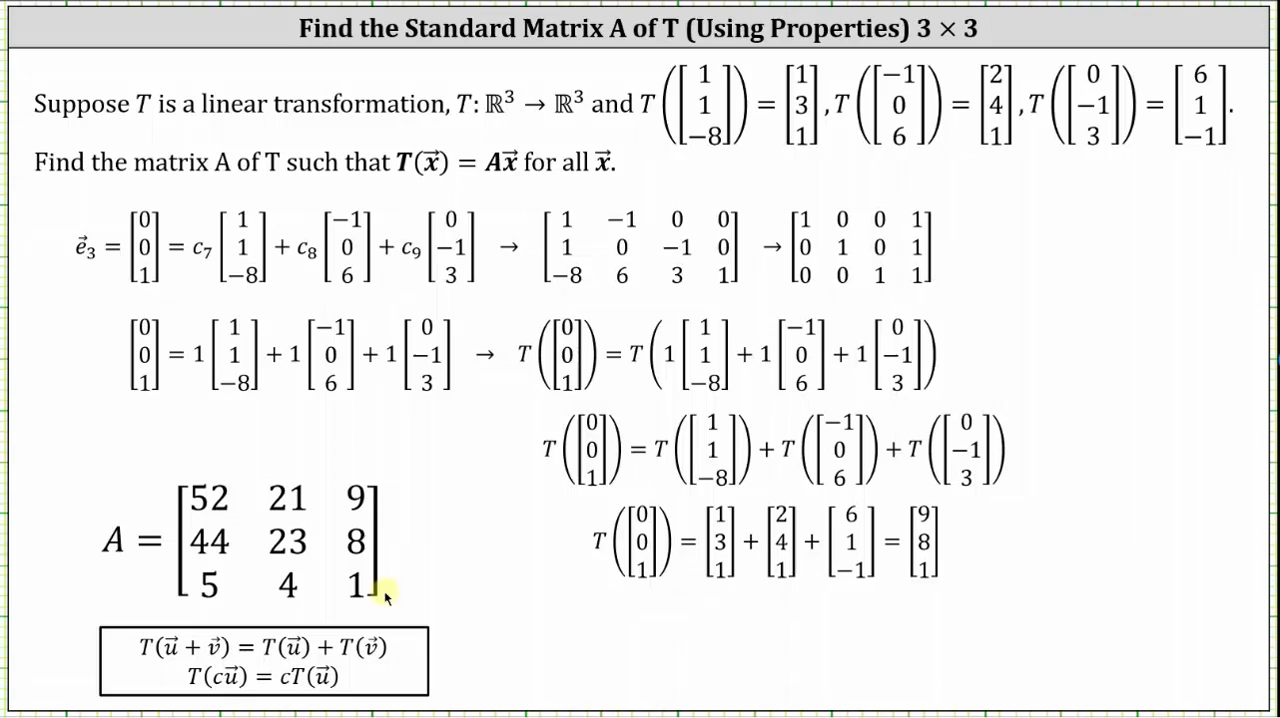 Find the Standard Matrix A of T (Using Properties) 3 × 3
Suppose T is a linear transformation, T: ℝ³ → ℝ³ and T([1; 1; −8]) = [1; 3; 1], T([−1; 0; 6]) = [2; 4; 1], T([0; −1; 3]) = [6; 1; −1].
Find the matrix A of T such that T(x⃗) = Ax⃗ for all x⃗.
e⃗₃ = [0; 0; 1] = c₇ [1; 1; −8] + c₈ [−1; 0; 6] + c₉ [0; −1; 3] → [1 −1 0 0; 1 0 −1 0; −8 6 3 1] → [1 0 0 1; 0 1 0 1; 0 0 1 1]
[0; 0; 1] = 1 [1; 1; −8] + 1 [−1; 0; 6] + 1 [0; −1; 3] → T([0; 0; 1]) = T(1 [1; 1; −8] + 1 [−1; 0; 6] + 1 [0; −1; 3])
T([0; 0; 1]) = T([1; 1; −8]) + T([−1; 0; 6]) + T([0; −1; 3])
T([0; 0; 1]) = [1; 3; 1] + [2; 4; 1] + [6; 1; −1] = [9; 8; 1]
A = [52 21 9; 44 23 8; 5 4 1]
T(u⃗ + v⃗) = T(u⃗) + T(v⃗)
T(cu⃗) = cT(u⃗)